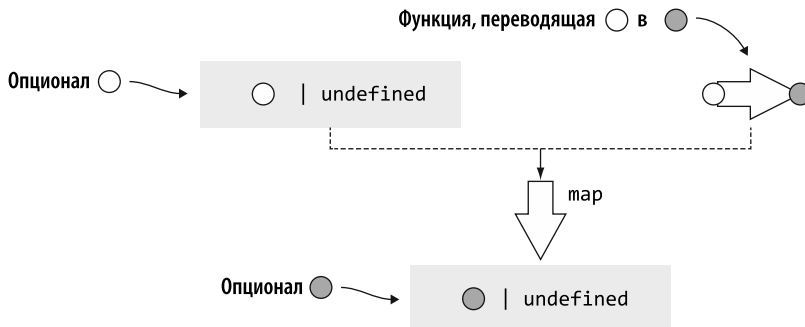 Функция, переводящая в
Опционал
| undefined
map
Опционал
| undefined